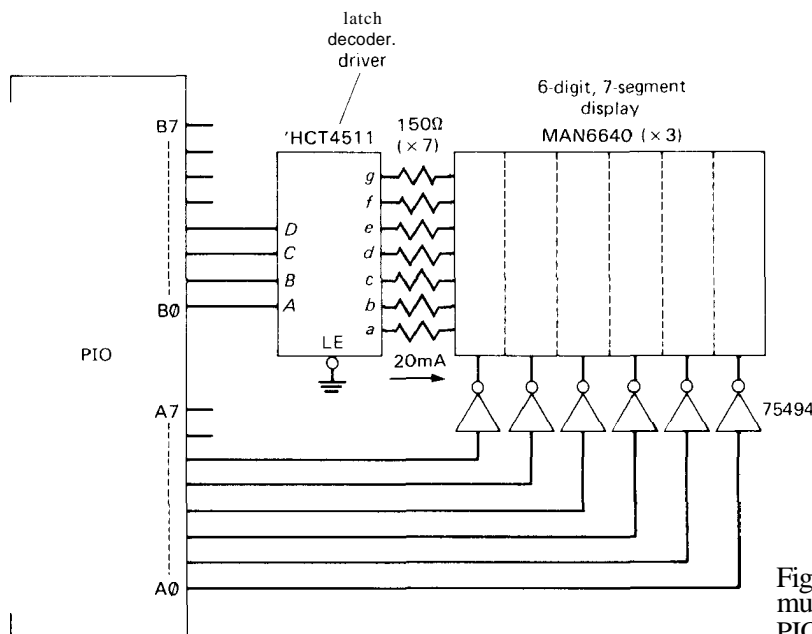 latch
decoder.
driver
6-digit, 7-segment
display
MAN6640 (×3)
'HCT4511
150Ω
(×7)
B7
g
f
e
d
c
b
a
D
C
B
A
B0
LE
20mA
PIO
A7
75494
A0
Fig
mu
PIO